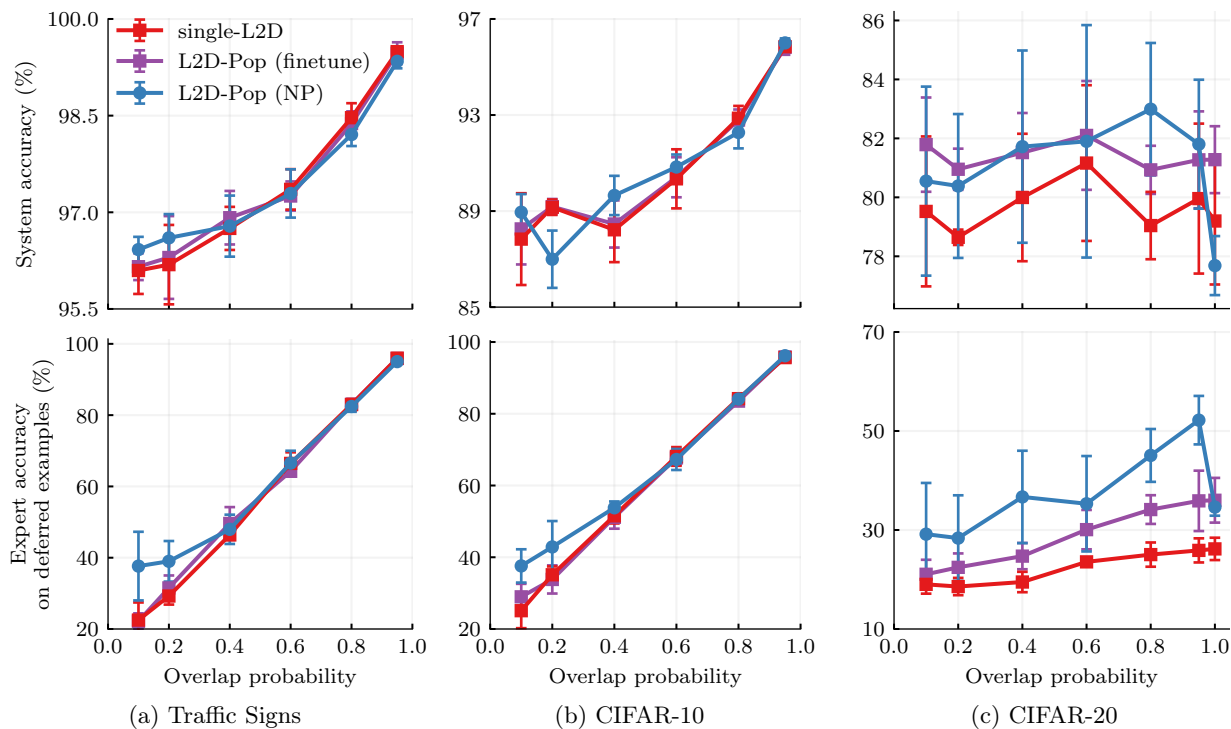 System accuracy (%)
100.0
98.5
97.0
95.5
single-L2D
L2D-Pop (finetune)
L2D-Pop (NP)
96
93
89
85
86
84
82
80
78
Expert accuracy
on deferred examples (%)
100
80
60
40
20
0.0 0.2 0.4 0.6 0.8 1.0
Overlap probability
(a) Traffic Signs
100
80
60
40
20
0.0 0.2 0.4 0.6 0.8 1.0
Overlap probability
(b) CIFAR-10
70
50
30
10
0.0 0.2 0.4 0.6 0.8 1.0
Overlap probability
(c) CIFAR-20